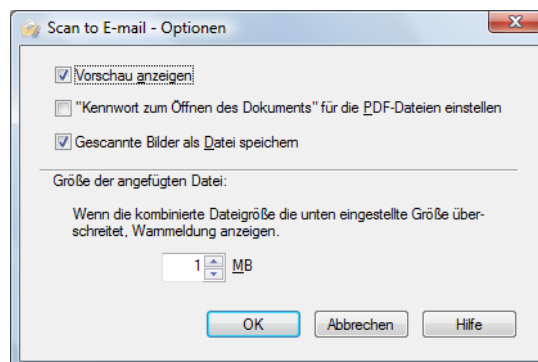 Scan to E-mail - Optionen
Vorschau anzeigen
"Kennwort zum Öffnen des Dokuments" für die PDF-Dateien einstellen
Gescannte Bilder als Datei speichern
Größe der angefügten Datei:
Wenn die kombinierte Dateigröße die unten eingestellte Größe über-
schreitet, Warnmeldung anzeigen.
1 MB
OK Abbrechen Hilfe